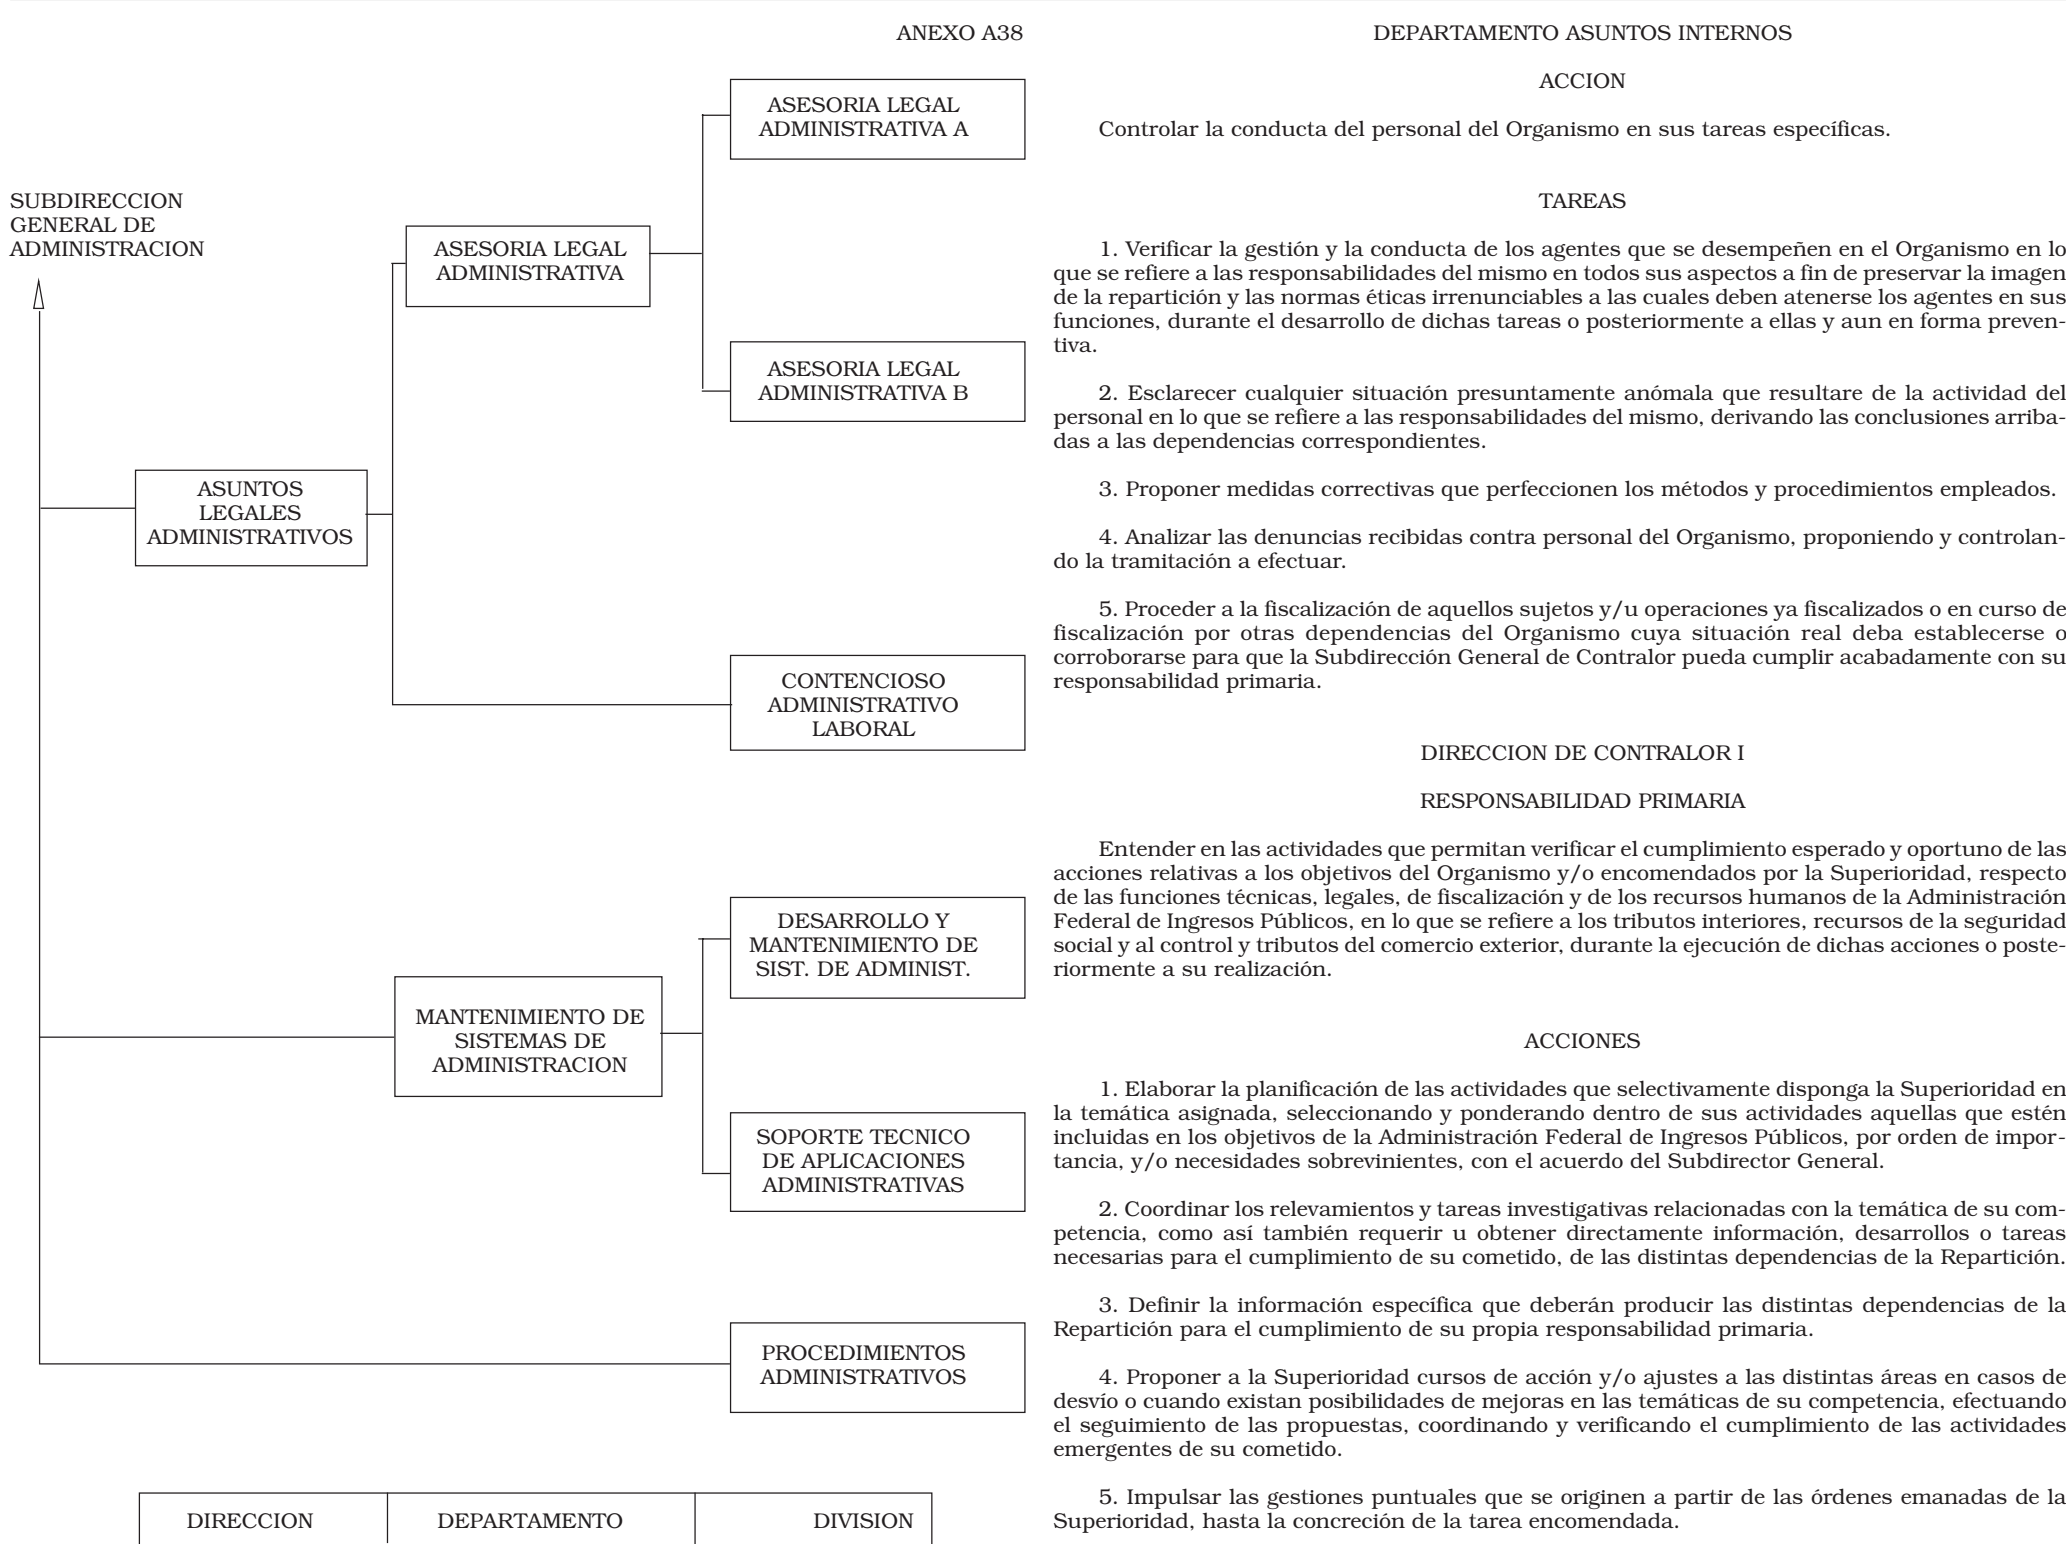 ANEXO A38
ASESORIA LEGAL
ADMINISTRATIVA A
SUBDIRECCION
GENERAL DE
ADMINISTRACION
ASESORIA LEGAL
ADMINISTRATIVA
ASESORIA LEGAL
ADMINISTRATIVA B
ASUNTOS
LEGALES
ADMINISTRATIVOS
CONTENCIOSO
ADMINISTRATIVO
LABORAL
DESARROLLO Y
MANTENIMIENTO DE
SIST. DE ADMINIST.
MANTENIMIENTO DE
SISTEMAS DE
ADMINISTRACION
SOPORTE TECNICO
DE APLICACIONES
ADMINISTRATIVAS
PROCEDIMIENTOS
ADMINISTRATIVOS
DIRECCION DEPARTAMENTO DIVISION
DEPARTAMENTO ASUNTOS INTERNOS
ACCION
Controlar la conducta del personal del Organismo en sus tareas específicas.
TAREAS
1. Verificar la gestión y la conducta de los agentes que se desempeñen en el Organismo en lo
que se refiere a las responsabilidades del mismo en todos sus aspectos a fin de preservar la imagen
de la repartición y las normas éticas irrenunciables a las cuales deben atenerse los agentes en sus
funciones, durante el desarrollo de dichas tareas o posteriormente a ellas y aun en forma preven-
tiva.
2. Esclarecer cualquier situación presuntamente anómala que resultare de la actividad del
personal en lo que se refiere a las responsabilidades del mismo, derivando las conclusiones arriba-
das a las dependencias correspondientes.
3. Proponer medidas correctivas que perfeccionen los métodos y procedimientos empleados.
4. Analizar las denuncias recibidas contra personal del Organismo, proponiendo y controlan-
do la tramitación a efectuar.
5. Proceder a la fiscalización de aquellos sujetos y/u operaciones ya fiscalizados o en curso de
fiscalización por otras dependencias del Organismo cuya situación real deba establecerse o
corroborarse para que la Subdirección General de Contralor pueda cumplir acabadamente con su
responsabilidad primaria.
DIRECCION DE CONTRALOR I
RESPONSABILIDAD PRIMARIA
Entender en las actividades que permitan verificar el cumplimiento esperado y oportuno de las
acciones relativas a los objetivos del Organismo y/o encomendados por la Superioridad, respecto
de las funciones técnicas, legales, de fiscalización y de los recursos humanos de la Administración
Federal de Ingresos Públicos, en lo que se refiere a los tributos interiores, recursos de la seguridad
social y al control y tributos del comercio exterior, durante la ejecución de dichas acciones o poste-
riormente a su realización.
ACCIONES
1. Elaborar la planificación de las actividades que selectivamente disponga la Superioridad en
la temática asignada, seleccionando y ponderando dentro de sus actividades aquellas que estén
incluidas en los objetivos de la Administración Federal de Ingresos Públicos, por orden de impor-
tancia, y/o necesidades sobrevinientes, con el acuerdo del Subdirector General.
2. Coordinar los relevamientos y tareas investigativas relacionadas con la temática de su com-
petencia, como así también requerir u obtener directamente información, desarrollos o tareas
necesarias para el cumplimiento de su cometido, de las distintas dependencias de la Repartición.
3. Definir la información específica que deberán producir las distintas dependencias de la
Repartición para el cumplimiento de su propia responsabilidad primaria.
4. Proponer a la Superioridad cursos de acción y/o ajustes a las distintas áreas en casos de
desvío o cuando existan posibilidades de mejoras en las temáticas de su competencia, efectuando
el seguimiento de las propuestas, coordinando y verificando el cumplimiento de las actividades
emergentes de su cometido.
5. Impulsar las gestiones puntuales que se originen a partir de las órdenes emanadas de la
Superioridad, hasta la concreción de la tarea encomendada.